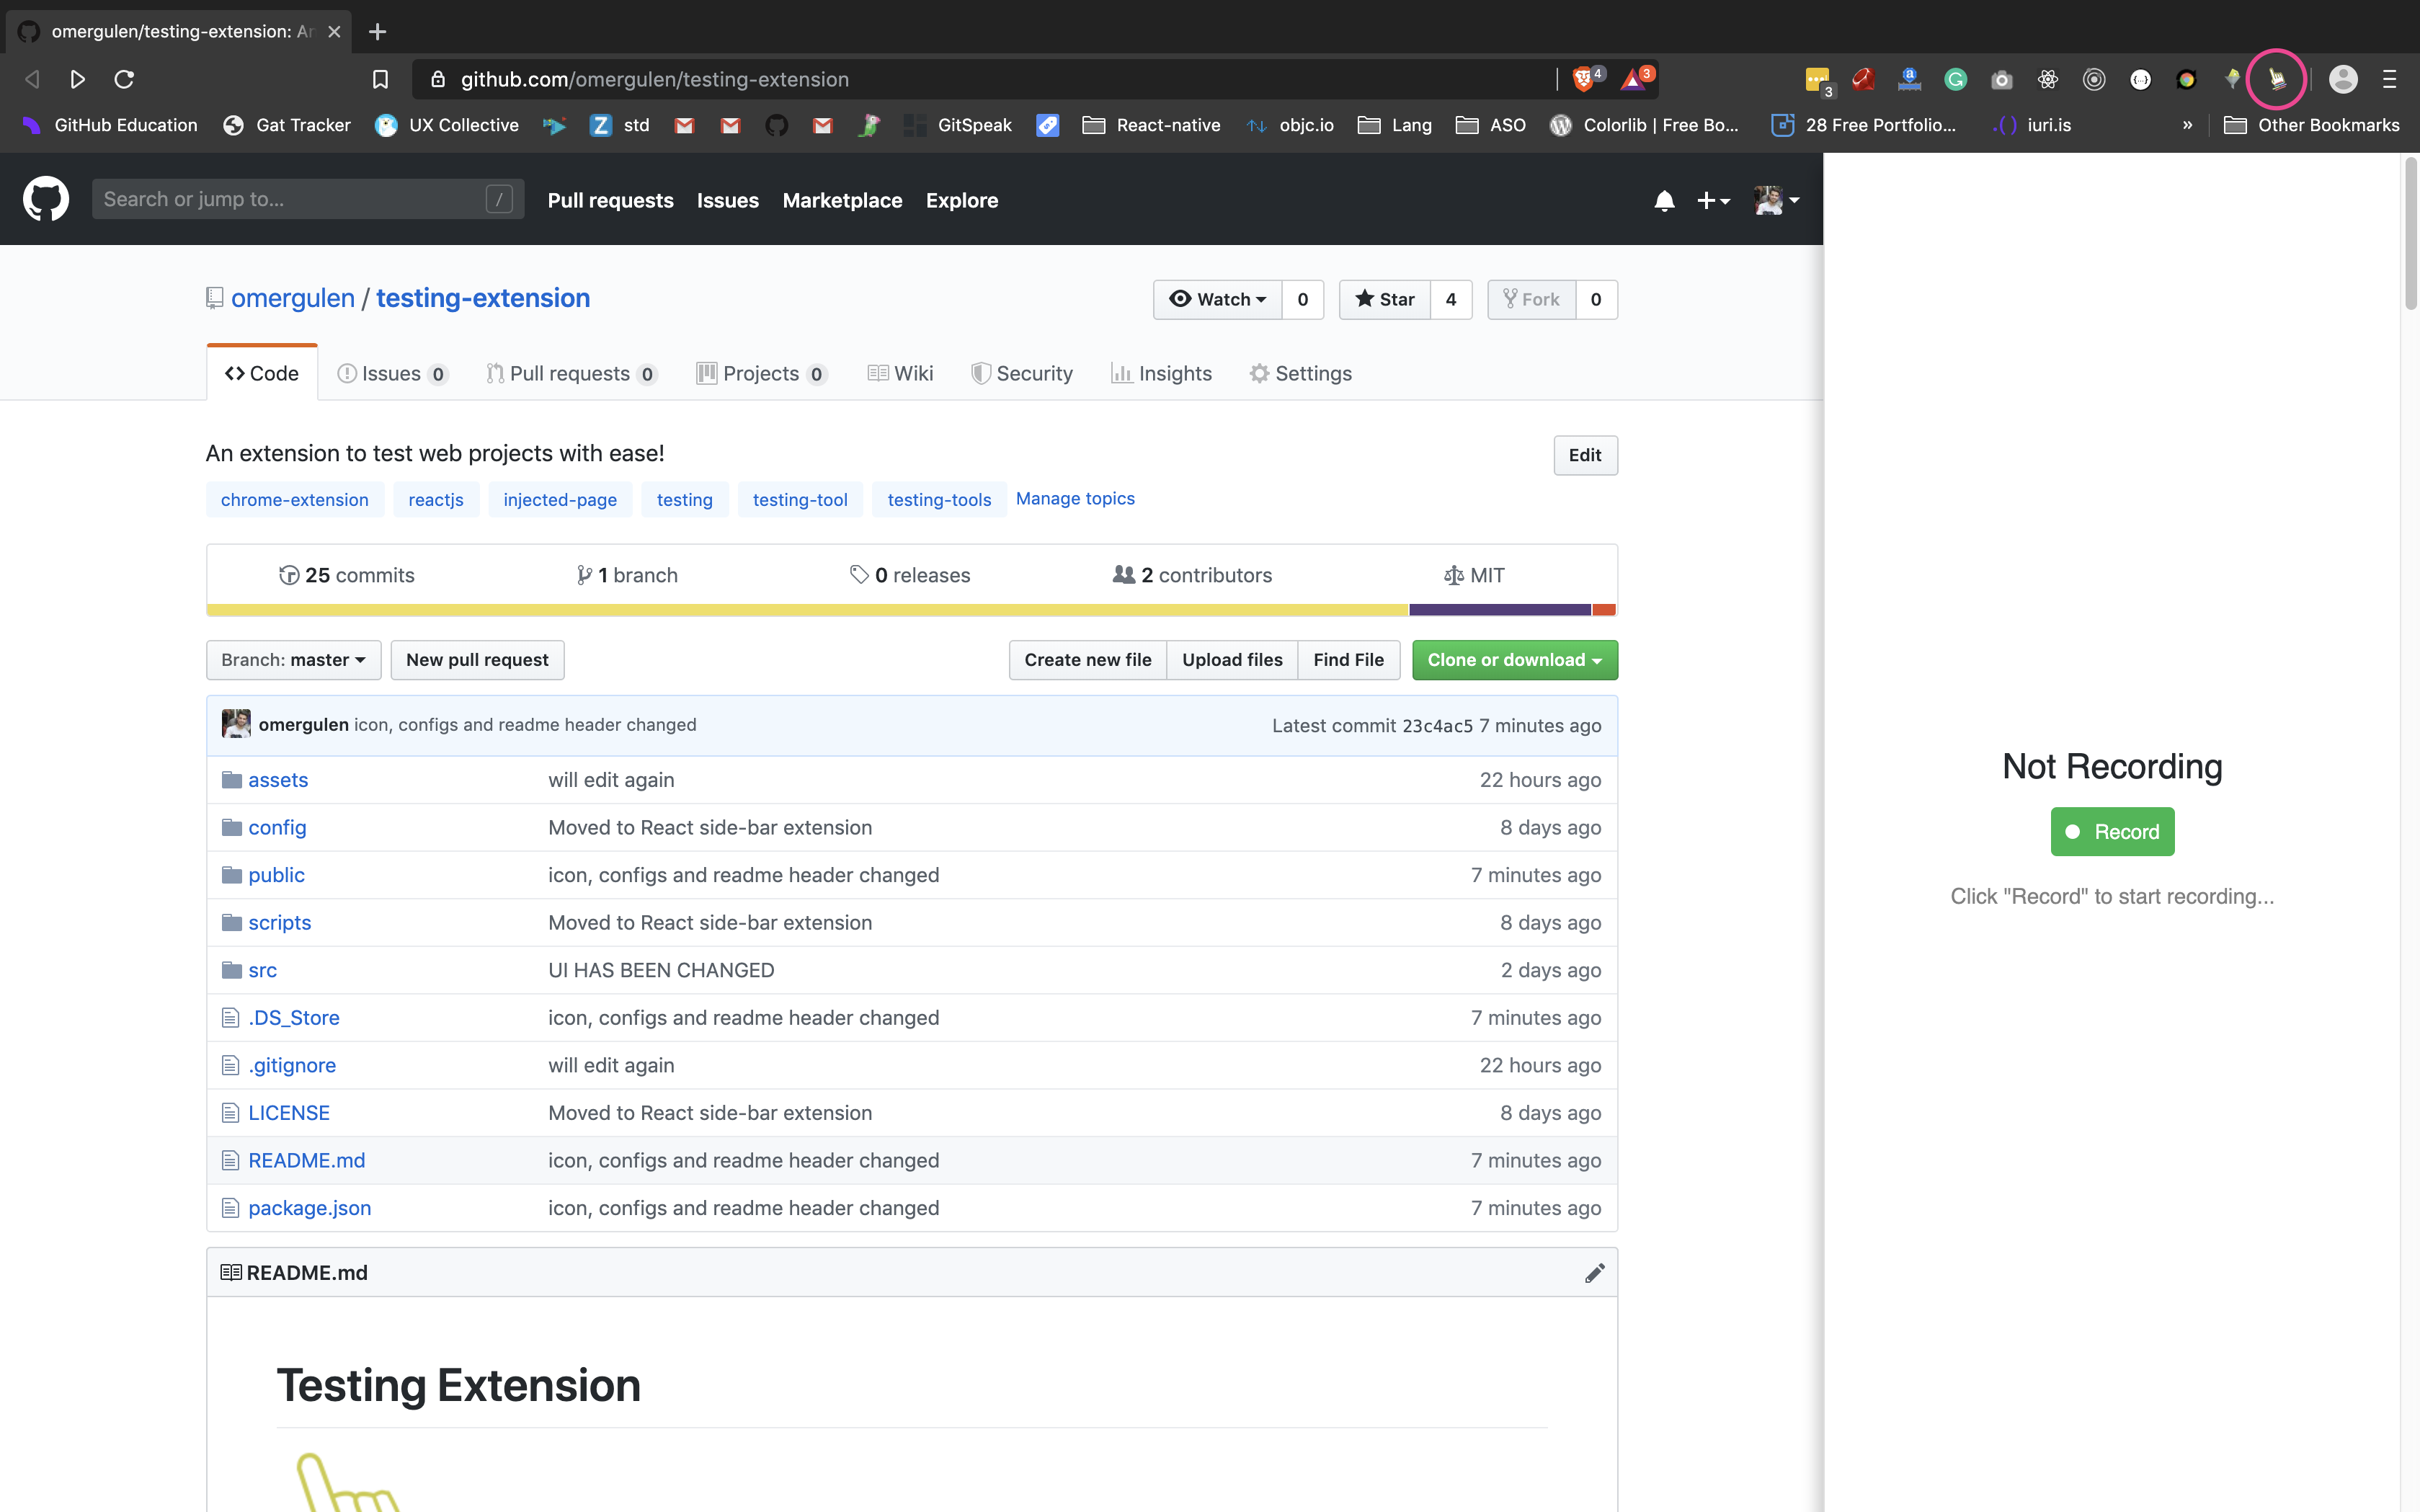 omergulen/testing-extension: Ar
github.com/omergulen/testing-extension
4
3
3
GitHub Education
Gat Tracker
UX Collective
std
GitSpeak
React-native
objc.io
Lang
ASO
Colorlib | Free Bo...
28 Free Portfolio...
iuri.is
»
Other Bookmarks
Search or jump to...
/
Pull requests
Issues
Marketplace
Explore
omergulen / testing-extension
Watch 0
Star 4
Fork 0
Code
Issues 0
Pull requests 0
Projects 0
Wiki
Security
Insights
Settings
An extension to test web projects with ease!
Edit
chrome-extension
reactjs
injected-page
testing
testing-tool
testing-tools
Manage topics
25 commits
1 branch
0 releases
2 contributors
MIT
Branch: master
New pull request
Create new file
Upload files
Find File
Clone or download
omergulen icon, configs and readme header changed
Latest commit 23c4ac5 7 minutes ago
assets will edit again 22 hours ago
config Moved to React side-bar extension 8 days ago
public icon, configs and readme header changed 7 minutes ago
scripts Moved to React side-bar extension 8 days ago
src UI HAS BEEN CHANGED 2 days ago
.DS_Store icon, configs and readme header changed 7 minutes ago
.gitignore will edit again 22 hours ago
LICENSE Moved to React side-bar extension 8 days ago
README.md icon, configs and readme header changed 7 minutes ago
package.json icon, configs and readme header changed 7 minutes ago
README.md
Testing Extension
Not Recording
Record
Click "Record" to start recording...